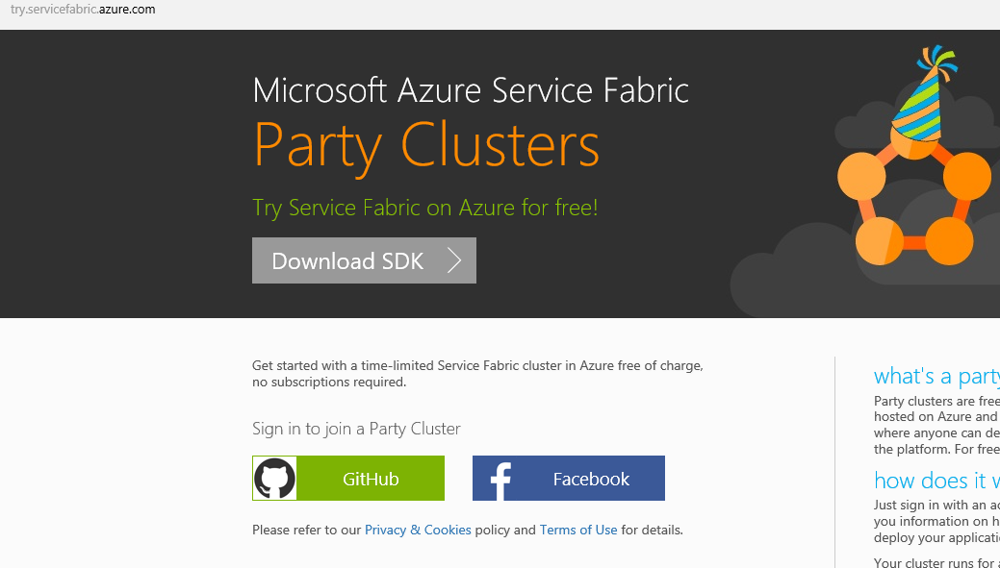 try.servicefabric.azure.com
Microsoft Azure Service Fabric
Party Clusters
Try Service Fabric on Azure for free!
Download SDK
Get started with a time-limited Service Fabric cluster in Azure free of charge,
no subscriptions required.
Sign in to join a Party Cluster
GitHub
Facebook
Please refer to our Privacy & Cookies policy and Terms of Use for details.
what's a party
Party clusters are free
hosted on Azure and
where anyone can de
the platform. For free
how does it w
Just sign in with an ac
you information on h
deploy your applicati
Your cluster runs for a